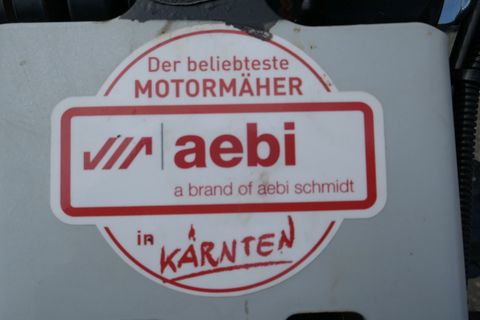 Der beliebteste
MOTORMÄHER
aebi
a brand of aebi schmidt
in KÄRNTEN